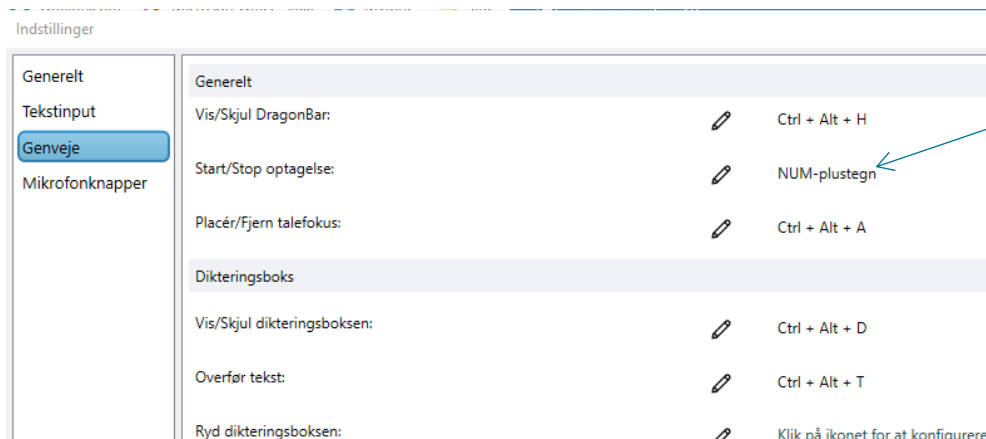 Indstillinger
Generelt
Tekstinput
Genveje
Mikrofonknapper
Generelt
Vis/Skjul DragonBar: Ctrl + Alt + H
Start/Stop optagelse: NUM-plustegn
Placér/Fjern talefokus: Ctrl + Alt + A
Dikteringsboks
Vis/Skjul dikteringsboksen: Ctrl + Alt + D
Overfør tekst: Ctrl + Alt + T
Ryd dikteringsboksen: Klik på ikonet for at konfigurere